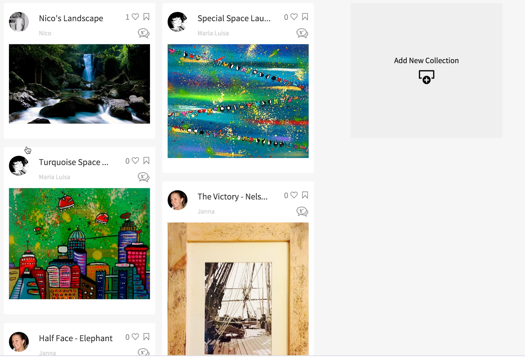 Nico's Landscape
1
Nico
Special Space Lau...
0
Maria Luisa
Add New Collection
Turquoise Space ...
0
Maria Luisa
The Victory - Nels...
0
Janna
Half Face - Elephant
0
Janna